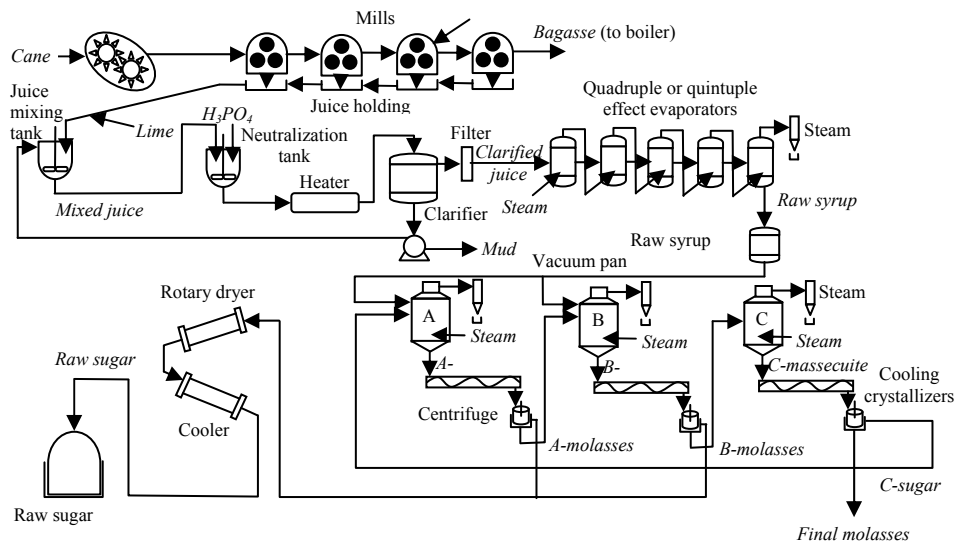 Mills
Cane
Bagasse (to boiler)
Juice
mixing
tank
Juice holding
Lime
H3PO4
Neutralization
tank
Mixed juice
Heater
Filter
Clarified
juice
Clarifier
Mud
Quadruple or quintuple
effect evaporators
Steam
Steam
Raw syrup
Raw syrup
Vacuum pan
A
Steam
A-
B
Steam
B-
C
Steam
Steam
C-massecuite
Cooling
crystallizers
Centrifuge
A-molasses
B-molasses
C-sugar
Final molasses
Rotary dryer
Raw sugar
Cooler
Raw sugar